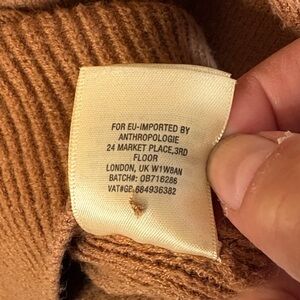 FOR EU-IMPORTED BY
ANTHROPOLOGIE
24 MARKET PLACE,3RD
FLOOR
LONDON, UK W1W8AN
BATCH#: OB716286
VAT#GB 684936382